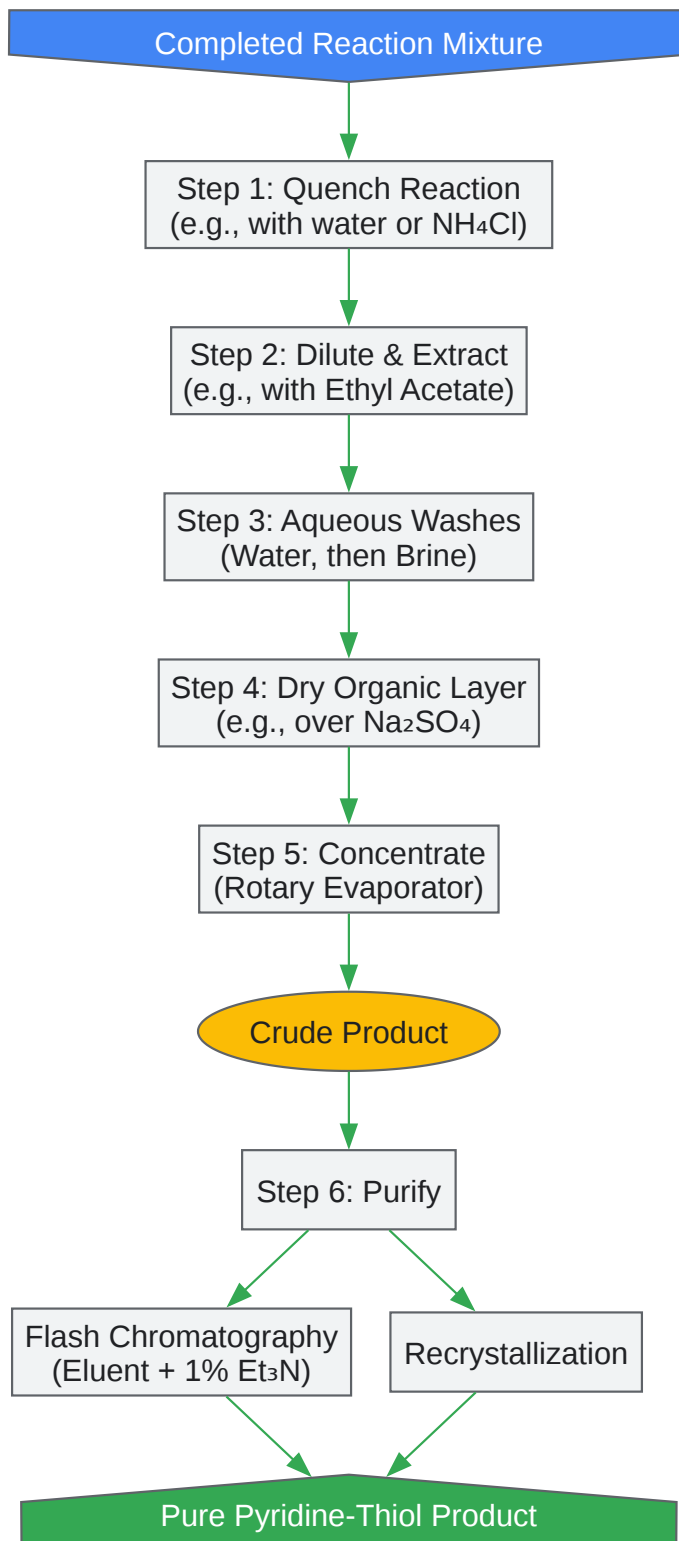 Completed Reaction Mixture
Step 1: Quench Reaction
(e.g., with water or NH₄Cl)
Step 2: Dilute & Extract
(e.g., with Ethyl Acetate)
Step 3: Aqueous Washes
(Water, then Brine)
Step 4: Dry Organic Layer
(e.g., over Na₂SO₄)
Step 5: Concentrate
(Rotary Evaporator)
Crude Product
Step 6: Purify
Flash Chromatography
(Eluent + 1% Et₃N)
Recrystallization
Pure Pyridine-Thiol Product